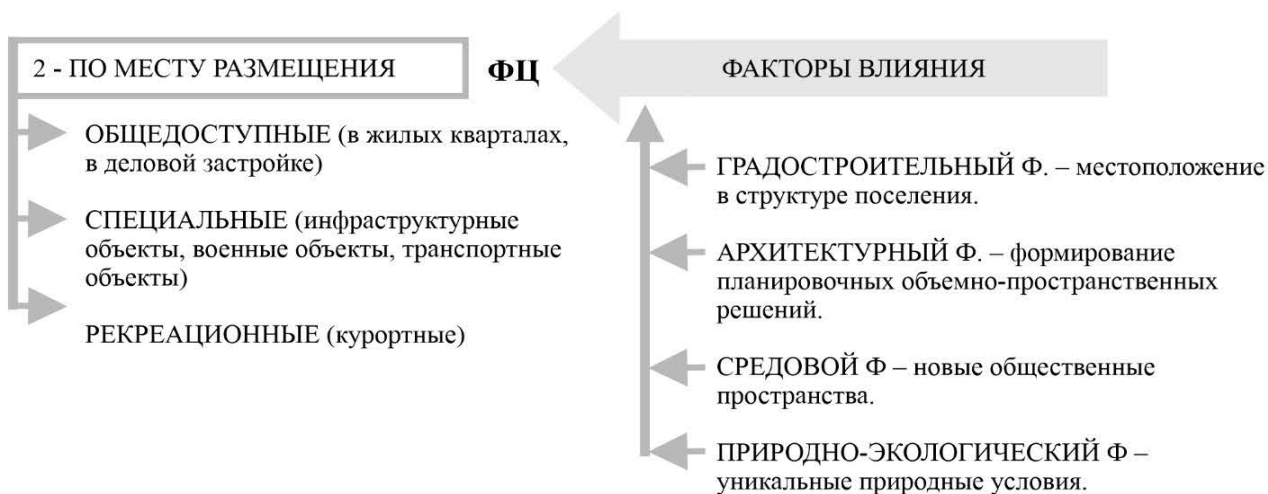 2 - ПО МЕСТУ РАЗМЕЩЕНИЯ
ОБЩЕДОСТУПНЫЕ (в жилых кварталах,
в деловой застройке)
СПЕЦИАЛЬНЫЕ (инфраструктурные
объекты, военные объекты, транспортные
объекты)
РЕКРЕАЦИОННЫЕ (курортные)
ФЦ
ФАКТОРЫ ВЛИЯНИЯ
ГРАДОСТРОИТЕЛЬНЫЙ Ф. – местоположение
в структуре поселения.
АРХИТЕКТУРНЫЙ Ф. – формирование
планировочных объемно-пространственных
решений.
СРЕДОВОЙ Ф – новые общественные
пространства.
ПРИРОДНО-ЭКОЛОГИЧЕСКИЙ Ф –
уникальные природные условия.